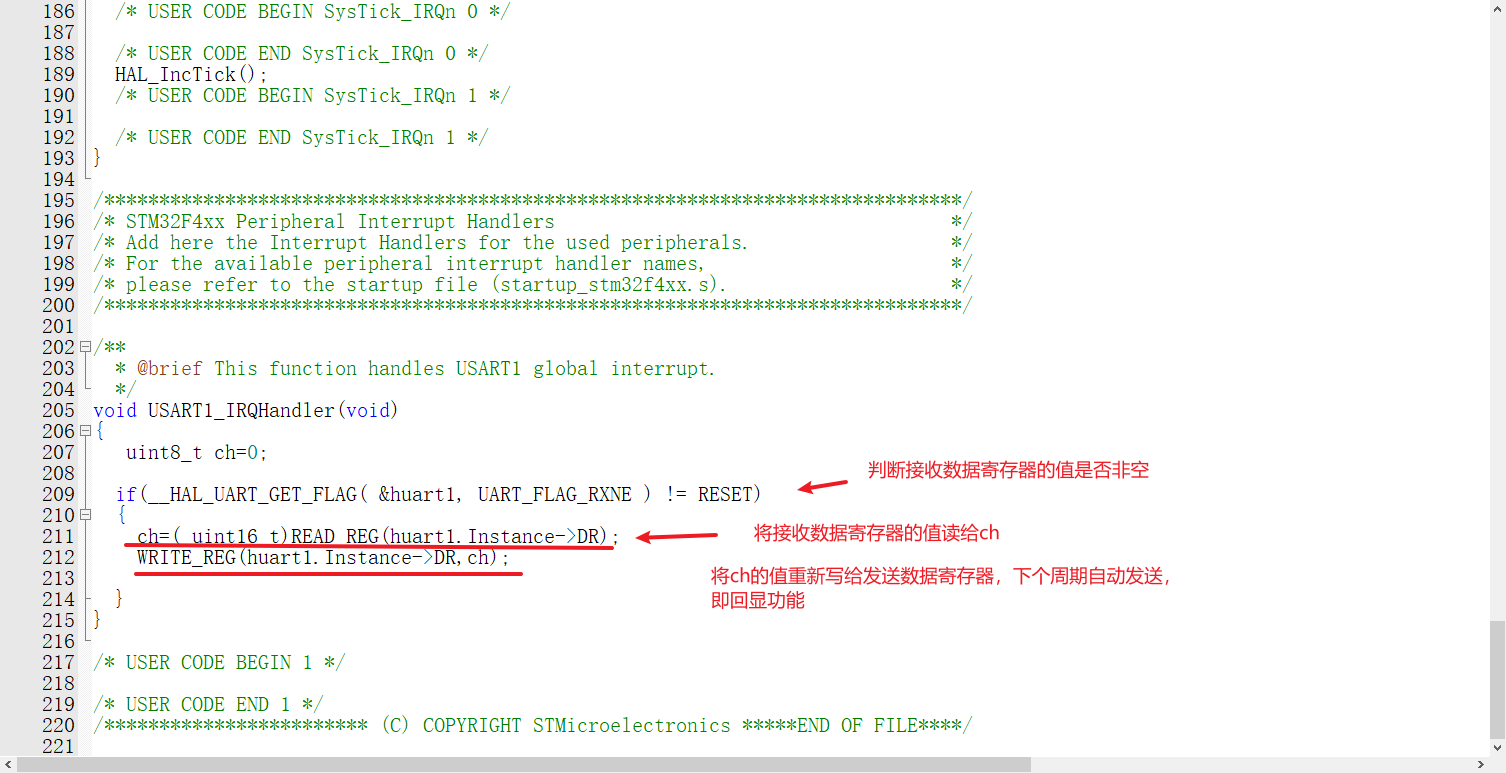 186 /* USER CODE BEGIN SysTick_IRQn 0 */
187
188 /* USER CODE END SysTick_IRQn 0 */
189 HAL_IncTick();
190 /* USER CODE BEGIN SysTick_IRQn 1 */
191
192 /* USER CODE END SysTick_IRQn 1 */
193 }
194
195 /******************************************************************************/
196 /* STM32F4xx Peripheral Interrupt Handlers */
197 /* Add here the Interrupt Handlers for the used peripherals. */
198 /* For the available peripheral interrupt handler names, */
199 /* please refer to the startup file (startup_stm32f4xx.s). */
200 /******************************************************************************/
201
202 /**
203 * @brief This function handles USART1 global interrupt.
204 */
205 void USART1_IRQHandler(void)
206 {
207 uint8_t ch=0;
208
判断接收数据寄存器的值是否非空
209 if(__HAL_UART_GET_FLAG( &huart1, UART_FLAG_RXNE ) != RESET)
210 {
211 ch=( uint16_t)READ_REG(huart1.Instance->DR);
将接收数据寄存器的值读给ch
212 WRITE_REG(huart1.Instance->DR,ch);
将ch的值重新写给发送数据寄存器，下个周期自动发送，
即回显功能
213
214 }
215 }
216
217 /* USER CODE BEGIN 1 */
218
219 /* USER CODE END 1 */
220 /************************ (C) COPYRIGHT STMicroelectronics *****END OF FILE****/
221